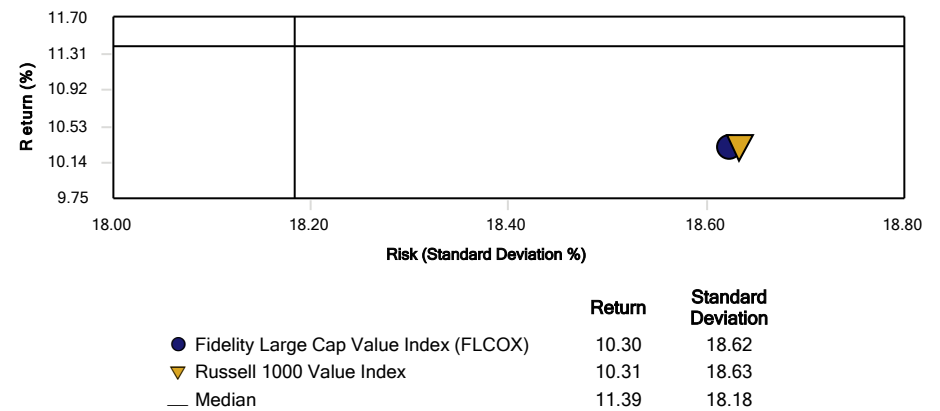 11.70
11.31
10.92
10.53
10.14
9.75
Return (%)
18.00 18.20 18.40 18.60 18.80
Risk (Standard Deviation %)
Return Standard Deviation
Fidelity Large Cap Value Index (FLCOX) 10.30 18.62
Russell 1000 Value Index 10.31 18.63
Median 11.39 18.18